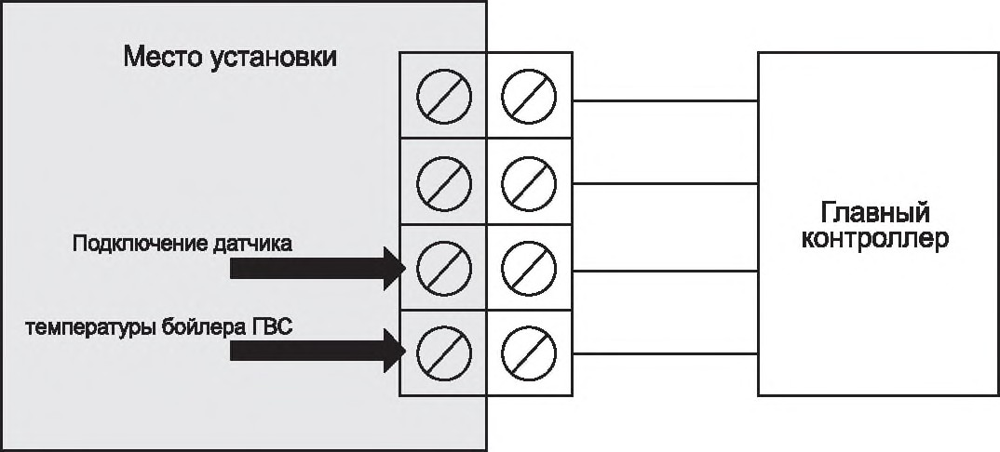 Место установки
Подключение датчика
температуры бойлера ГВС
Главный
контроллер